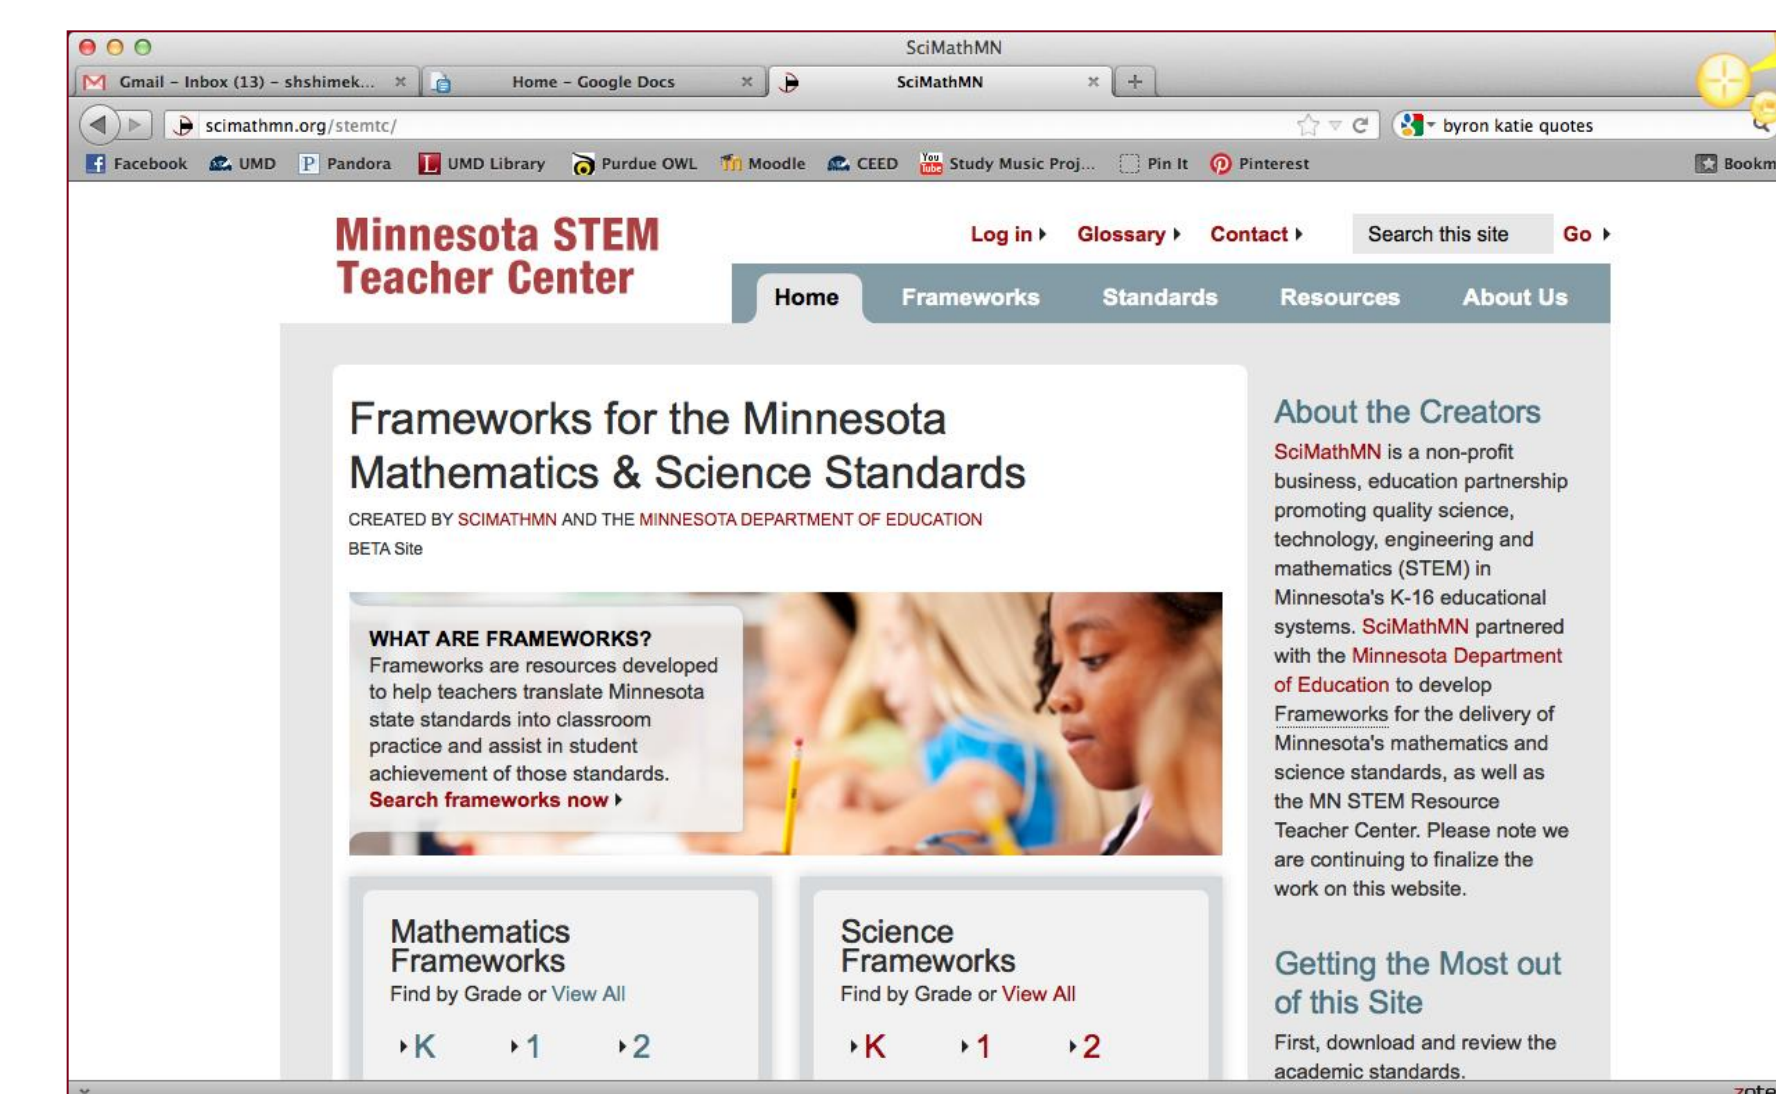 SciMathMN
Gmail – Inbox (13) – shshimek... Home – Google Docs SciMathMN
scimathmn.org/stemtc/ byron katie quotes
Facebook UMD Pandora UMD Library Purdue OWL Moodle CEED You Tube Study Music Proj... Pin It Pinterest Bookm
Minnesota STEM
Teacher Center
Log in Glossary Contact Search this site Go
Home Frameworks Standards Resources About Us
Frameworks for the Minnesota
Mathematics & Science Standards
CREATED BY SCIMATHMN AND THE MINNESOTA DEPARTMENT OF EDUCATION
BETA Site
WHAT ARE FRAMEWORKS?
Frameworks are resources developed
to help teachers translate Minnesota
state standards into classroom
practice and assist in student
achievement of those standards.
Search frameworks now
Mathematics
Frameworks
Find by Grade or View All
K 1 2
Science
Frameworks
Find by Grade or View All
K 1 2
About the Creators
SciMathMN is a non-profit
business, education partnership
promoting quality science,
technology, engineering and
mathematics (STEM) in
Minnesota's K-16 educational
systems. SciMathMN partnered
with the Minnesota Department
of Education to develop
Frameworks for the delivery of
Minnesota's mathematics and
science standards, as well as
the MN STEM Resource
Teacher Center. Please note we
are continuing to finalize the
work on this website.
Getting the Most out
of this Site
First, download and review the
academic standards.